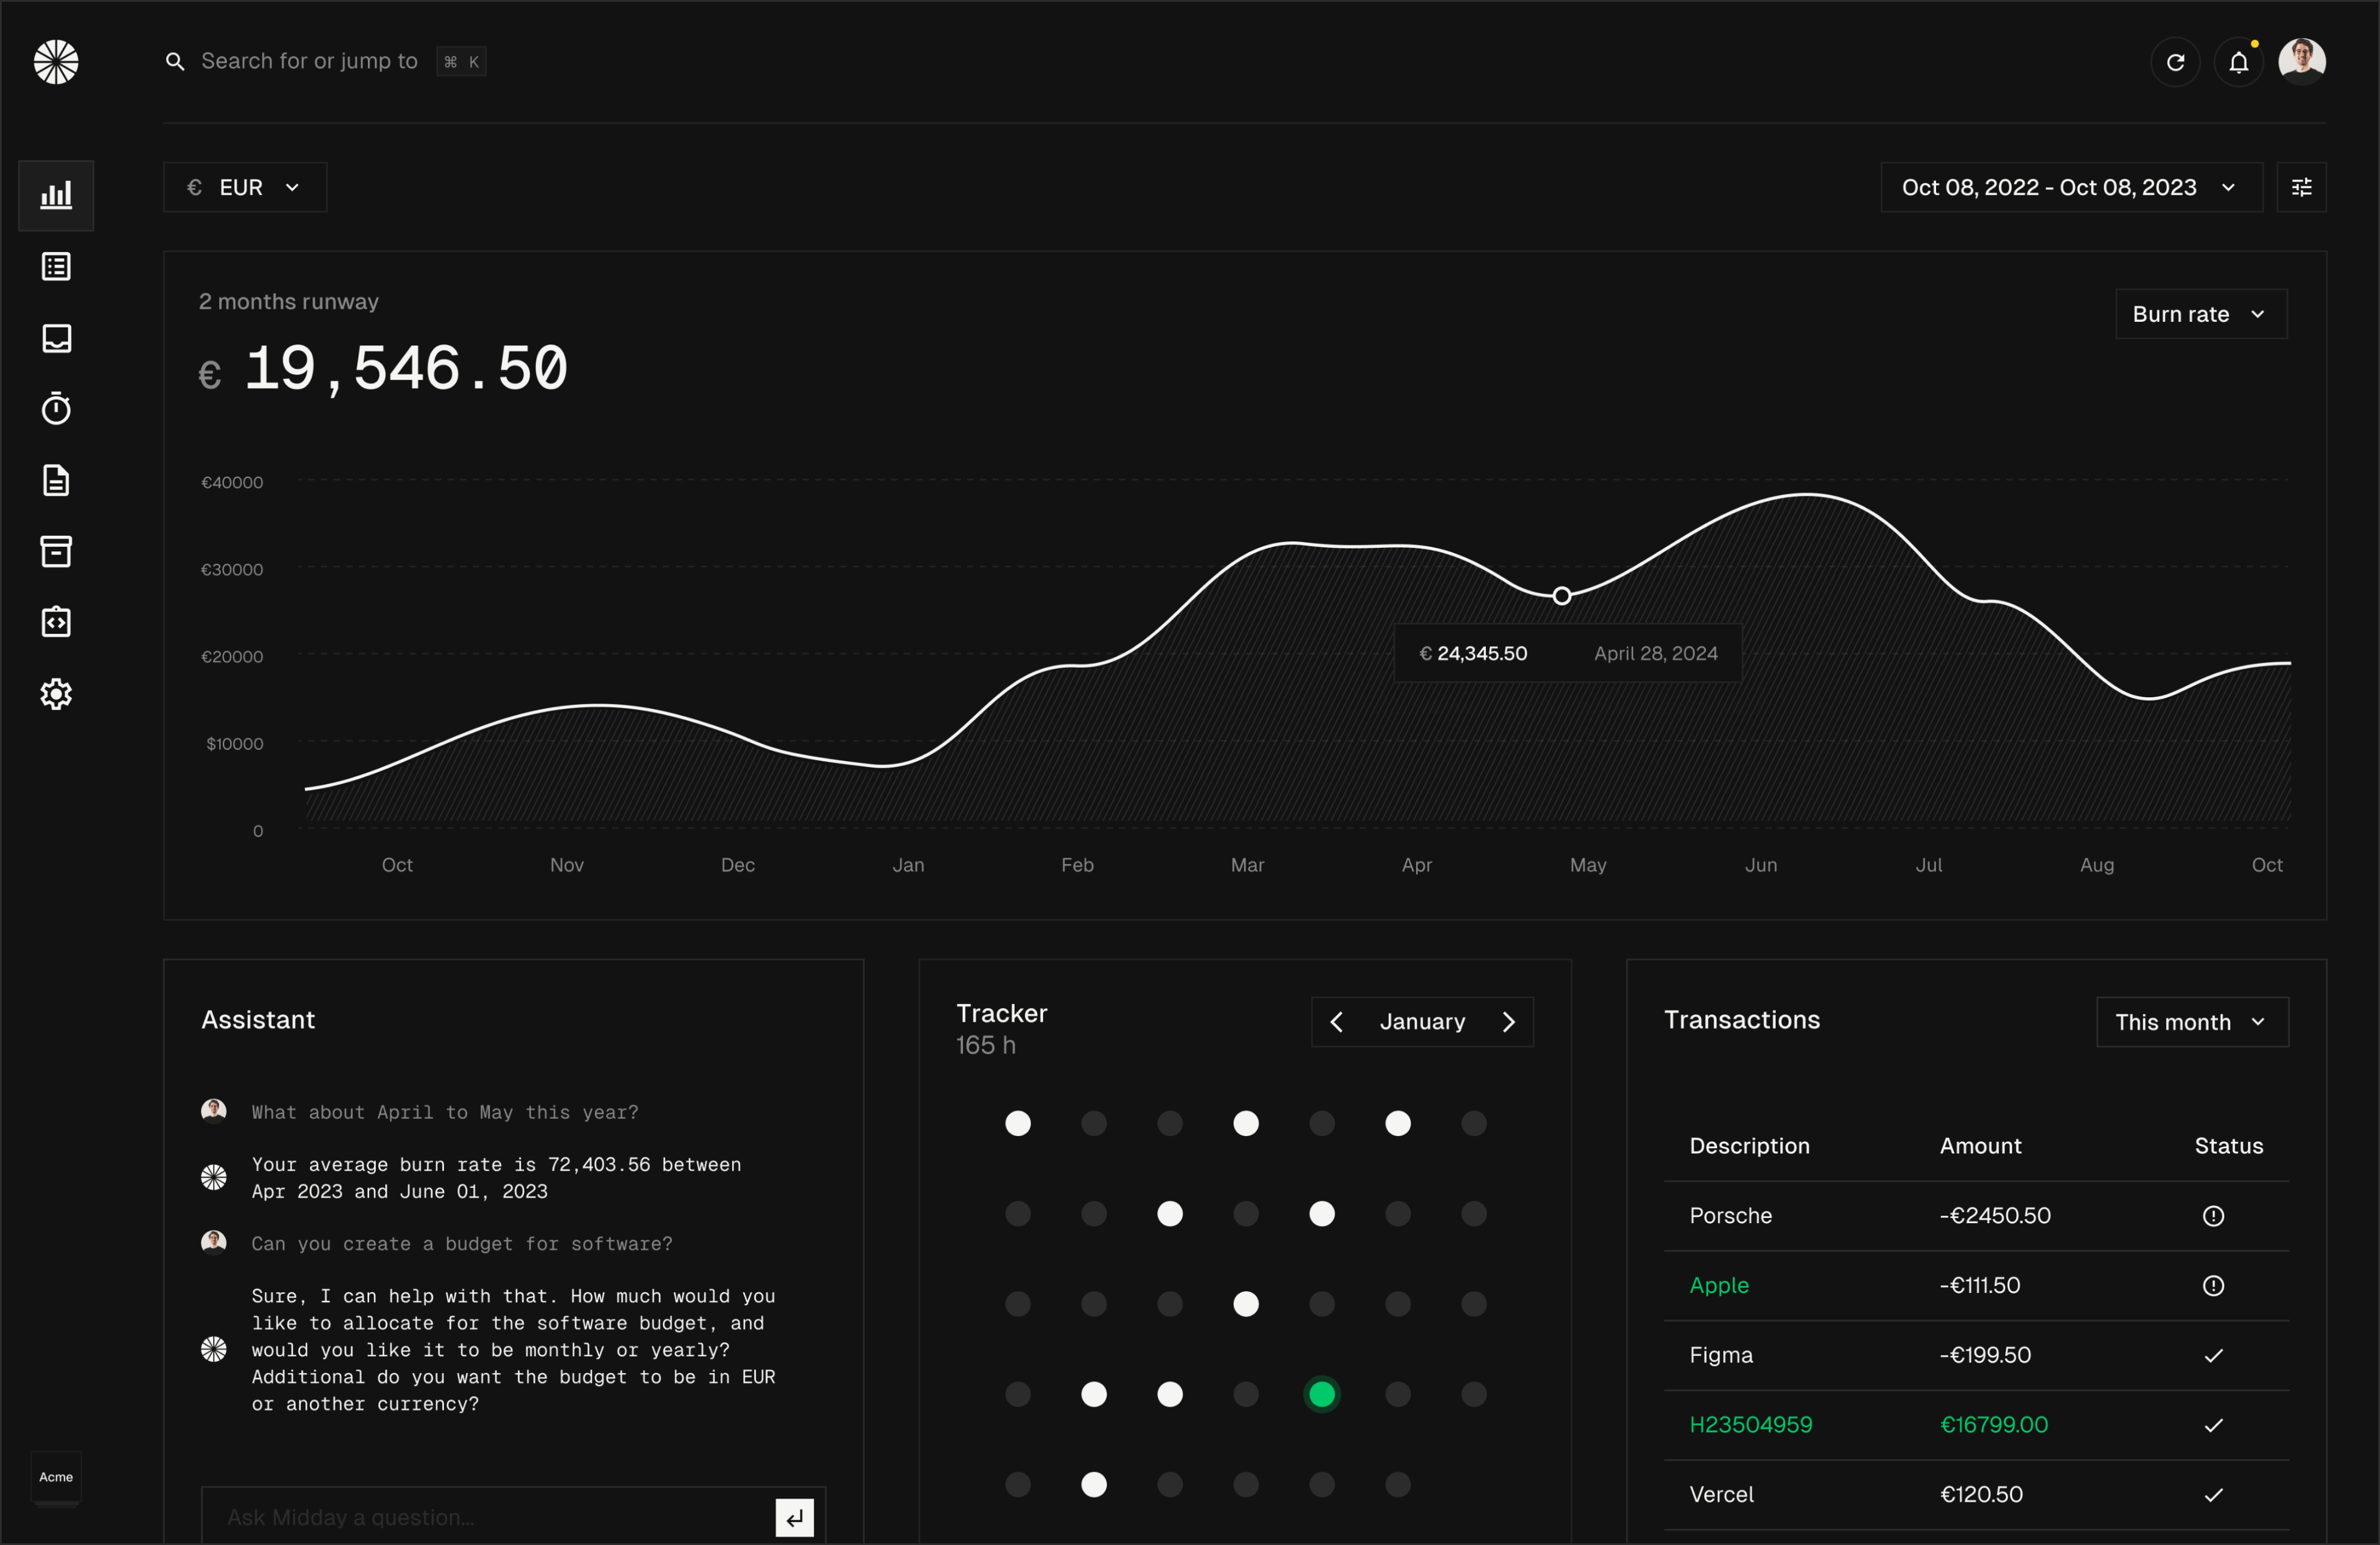 Search for or jump to ⌘ K
€ EUR
Oct 08, 2022 - Oct 08, 2023
2 months runway
Burn rate
€ 19,546.50
€40000
€30000
€20000
$10000
0
€ 24,345.50 April 28, 2024
Oct Nov Dec Jan Feb Mar Apr May Jun Jul Aug Oct
Assistant
What about April to May this year?
Your average burn rate is 72,403.56 between
Apr 2023 and June 01, 2023
Can you create a budget for software?
Sure, I can help with that. How much would you
like to allocate for the software budget, and
would you like it to be monthly or yearly?
Additional do you want the budget to be in EUR
or another currency?
Ask Midday a question...
Tracker
165 h
January
Transactions
This month
Description Amount Status
Porsche -€2450.50
Apple -€111.50
Figma -€199.50
H23504959 €16799.00
Vercel €120.50
Acme